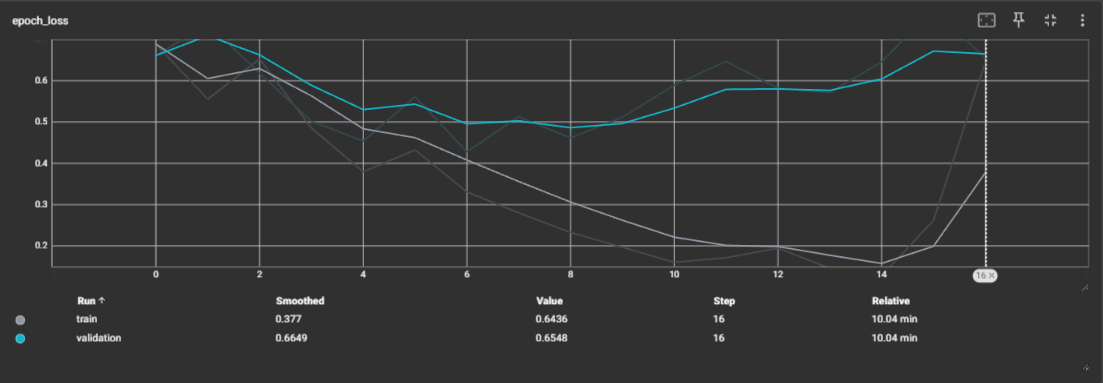 epoch_loss
0.6
0.5
0.4
0.3
0.2
0 2 4 6 8 10 12 14 16 ×
Run ↑ Smoothed Value Step Relative
train 0.377 0.6436 16 10.04 min
validation 0.6649 0.6548 16 10.04 min